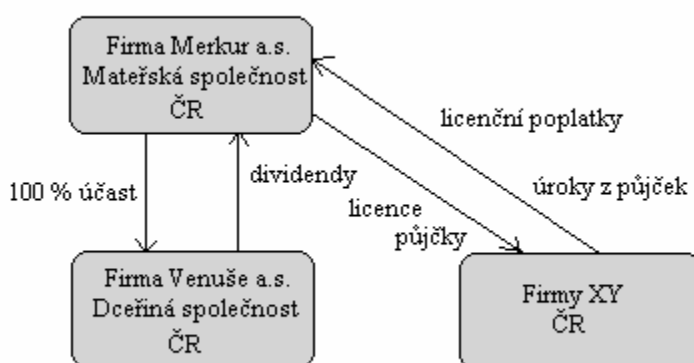 Firma Merkur a.s.
Mateřská společnost
ČR
licenční poplatky
100 % účast
dividendy
úroky z půjček
licence
půjčky
Firma Venuše a.s.
Dceřiná společnost
ČR
Firmy XY
ČR